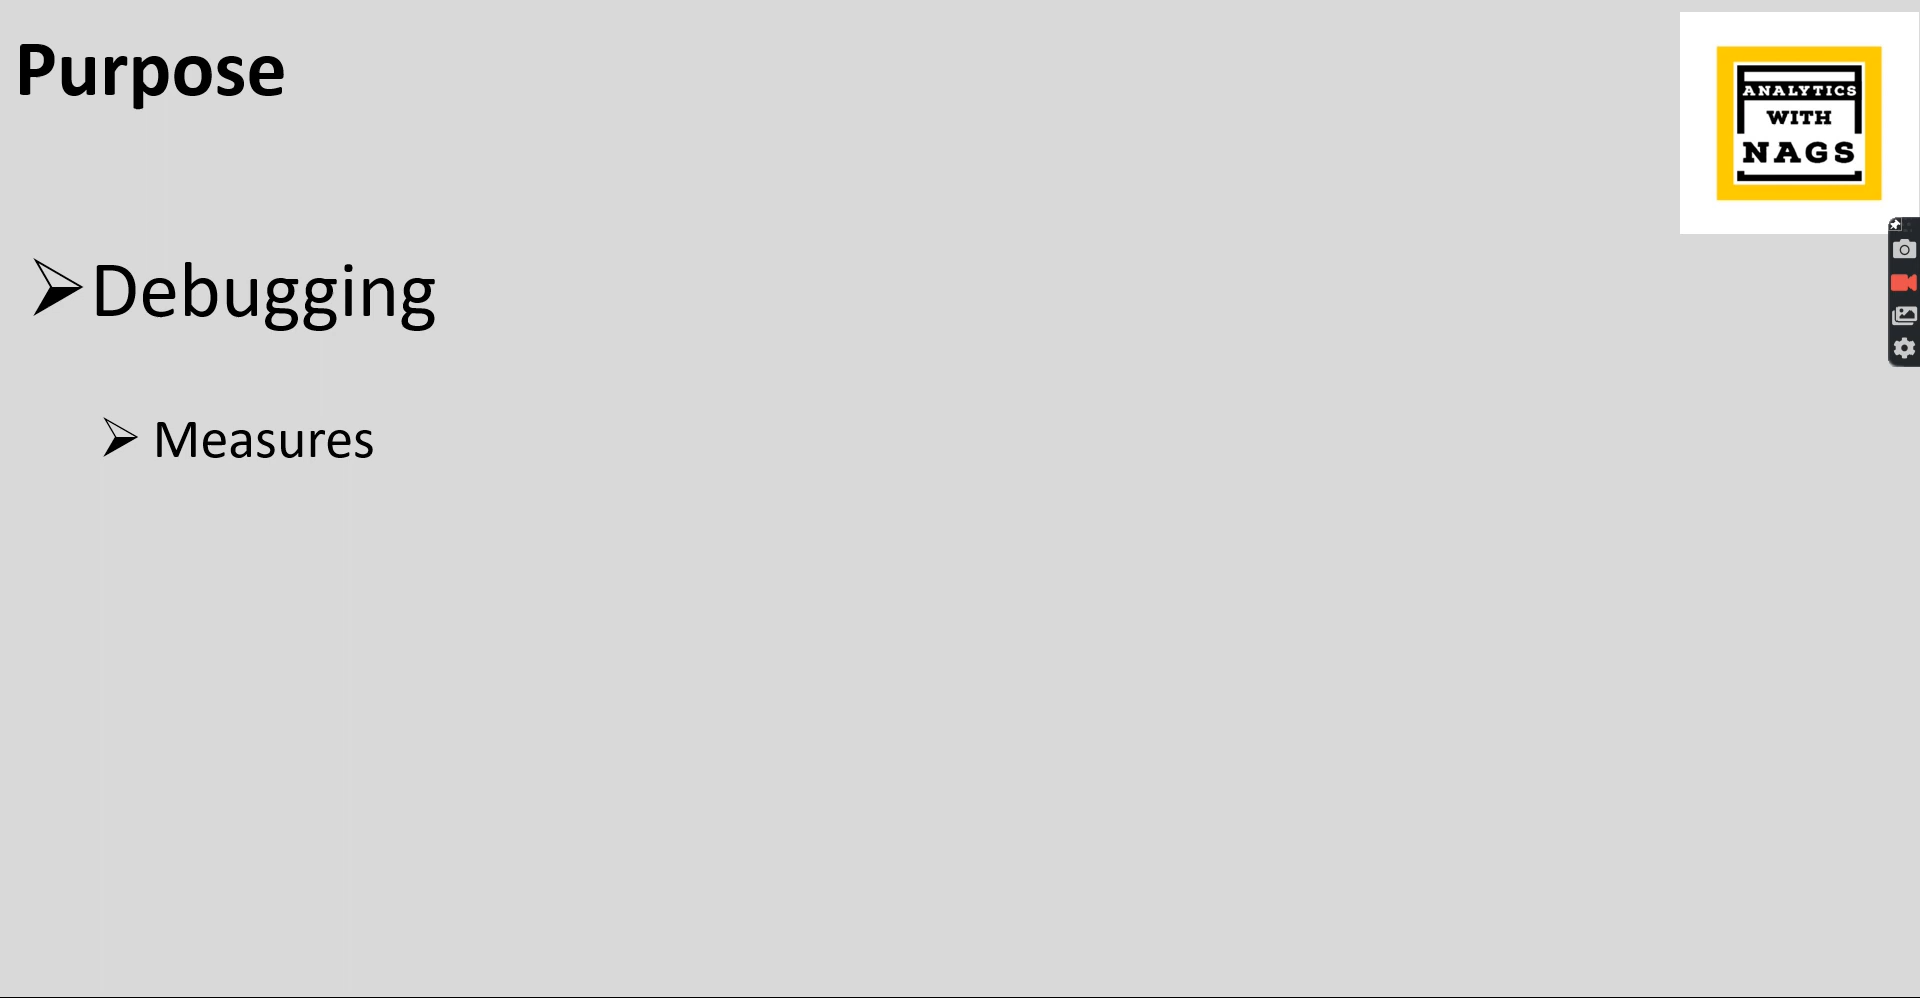 Purpose
ANALYTICS
WITH
NAGS
Debugging
Measures